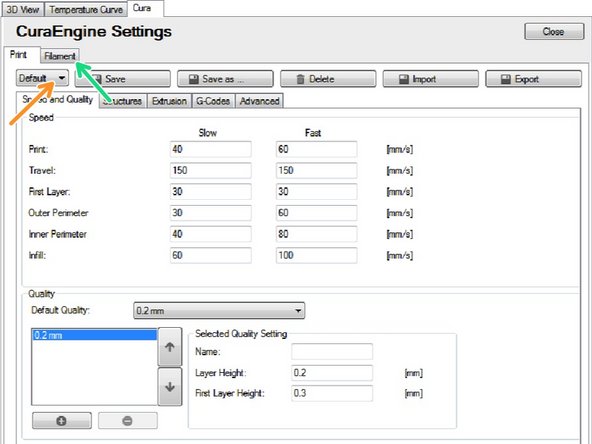 3D View Temperature Curve Cura
CuraEngine Settings Close
Print Filament
Default Save Save as ... Delete Import Export
Speed and Quality Structures Extrusion G-Codes Advanced
Speed
Slow Fast
Print: 40 60 [mm/s]
Travel: 150 150 [mm/s]
First Layer: 30 30 [mm/s]
Outer Perimeter 30 60 [mm/s]
Inner Perimeter 40 80 [mm/s]
Infill: 60 100 [mm/s]
Quality
Default Quality: 0.2 mm
0.2 mm
Selected Quality Setting
Name:
Layer Height: 0.2 [mm]
First Layer Height: 0.3 [mm]